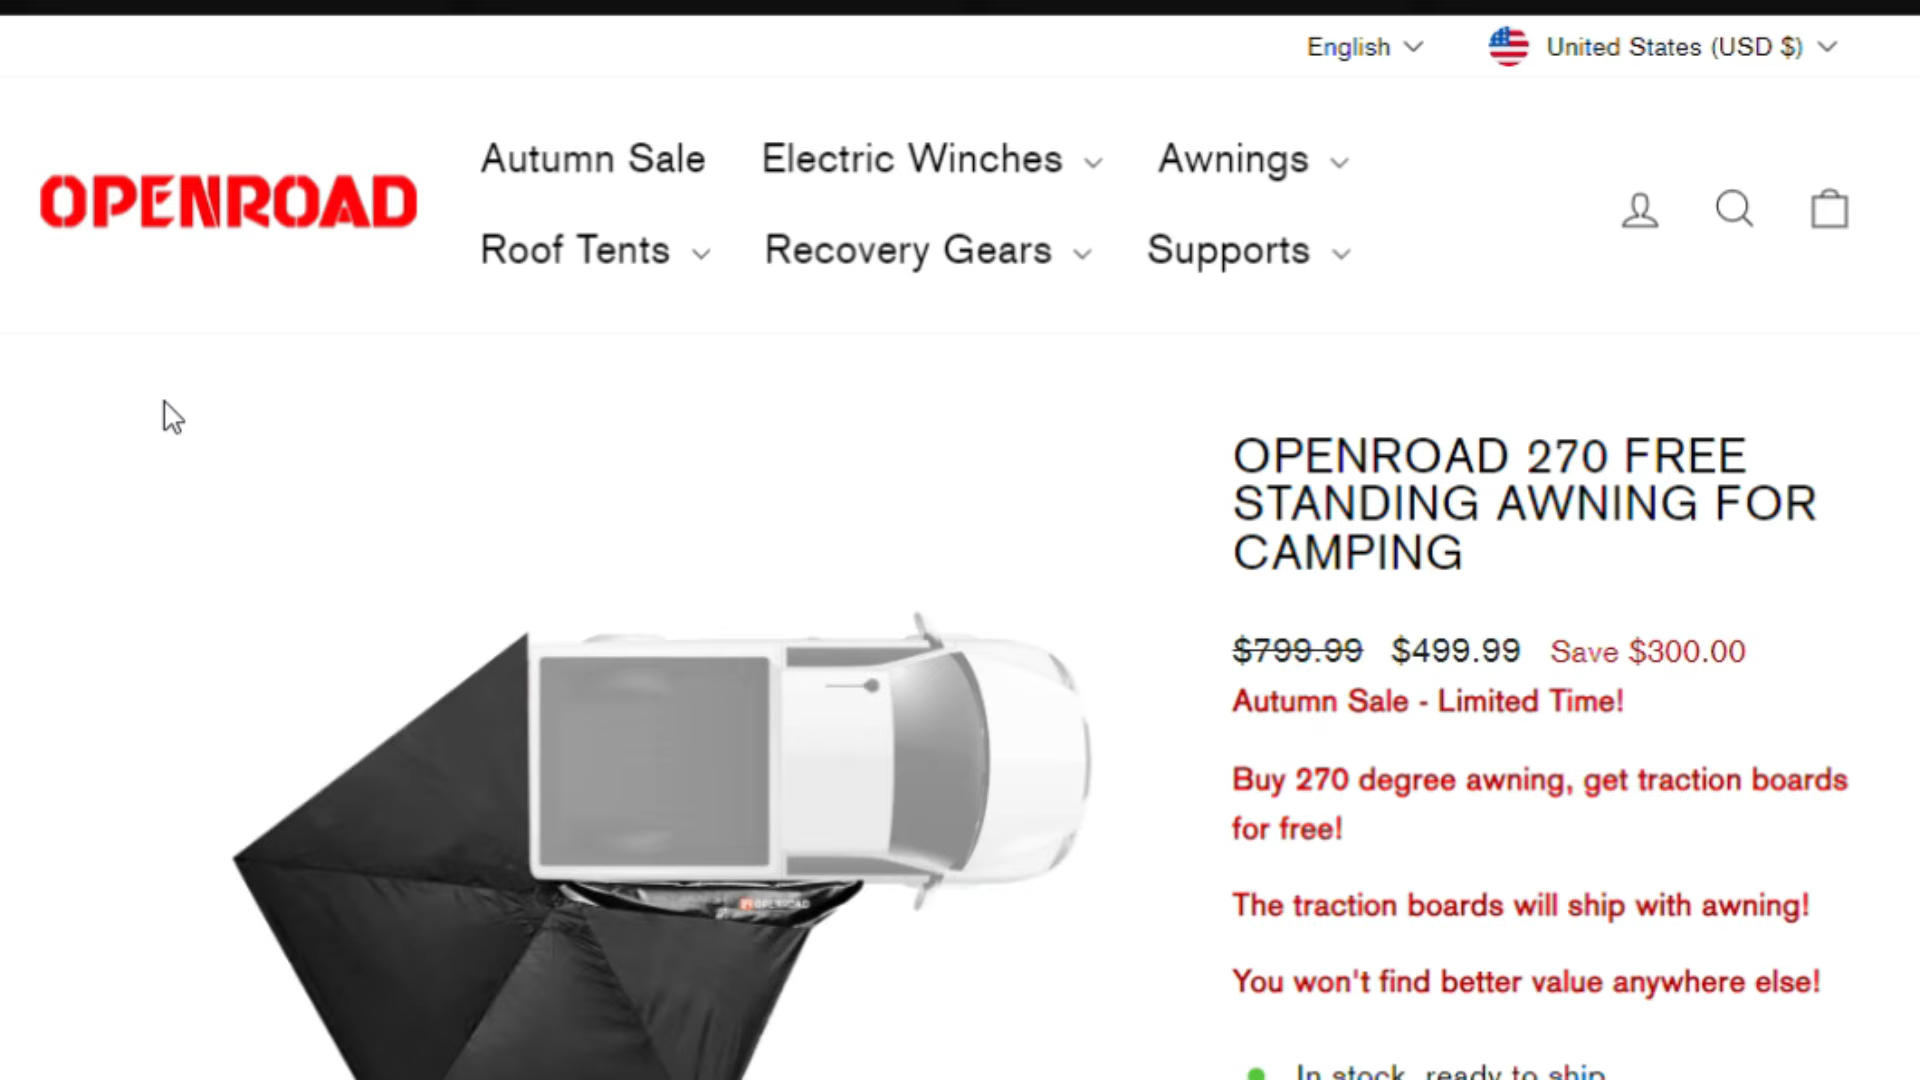 English
United States (USD $)
OPENROAD
Autumn Sale
Electric Winches
Awnings
Roof Tents
Recovery Gears
Supports
OPENROAD 270 FREE
STANDING AWNING FOR
CAMPING
$799.99 $499.99 Save $300.00
Autumn Sale - Limited Time!
Buy 270 degree awning, get traction boards
for free!
The traction boards will ship with awning!
You won't find better value anywhere else!
OPENROAD
In stock, ready to ship